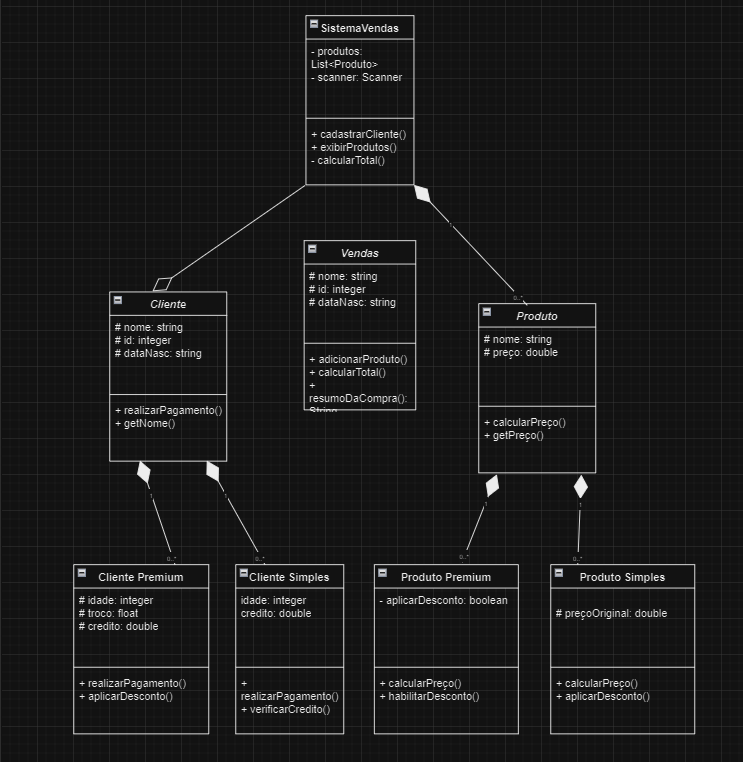 SistemaVendas
- produtos:
List<Produto>
- scanner: Scanner
+ cadastrarCliente()
+ exibirProdutos()
- calcularTotal()
1
0..*
Vendas
# nome: string
# id: integer
# dataNasc: string
+ adicionarProduto()
+ calcularTotal()
+
resumoDaCompra():
String
Cliente
# nome: string
# id: integer
# dataNasc: string
+ realizarPagamento()
+ getNome()
Produto
# nome: string
# preço: double
+ calcularPreço()
+ getPreço()
1
0..*
1
0..*
1
0..*
1
0..*
Cliente Premium
# idade: integer
# troco: float
# credito: double
+ realizarPagamento()
+ aplicarDesconto()
Cliente Simples
idade: integer
credito: double
+
realizarPagamento()
+ verificarCredito()
Produto Premium
- aplicarDesconto: boolean
+ calcularPreço()
+ habilitarDesconto()
Produto Simples
# preçoOriginal: double
+ calcularPreço()
+ aplicarDesconto()